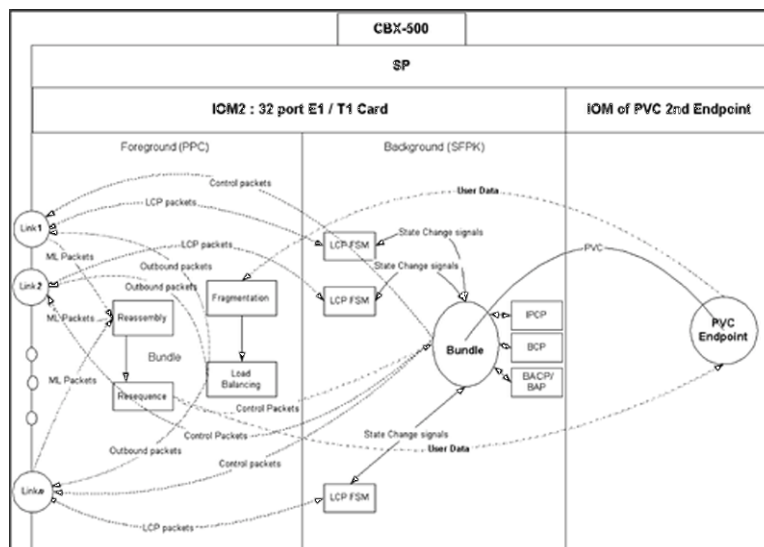 CBX-500
SP
IOM2 : 32 port E1 / T1 Card
IOM of PVC 2nd Endpoint
Foreground (PPC)
Background (SFPK)
Control packets
User Data
LCP packets
Link1
LCP FSM
State Change signals
PVC
ML Packets
LCP packets
Outbound packets
State Change signals
Link2
Outbound packets
Fragmentation
LCP FSM
ML Packets
Reassembly
IPCP
PVC
Endpoint
Bundle
Bundle
BCP
Load
Balancing
BACP/
BAP
ML Packets
Resequence
Control Packets
Control Packets
State Change signals
User Data
Outbound packets
Control packets
LCP FSM
LCP packets